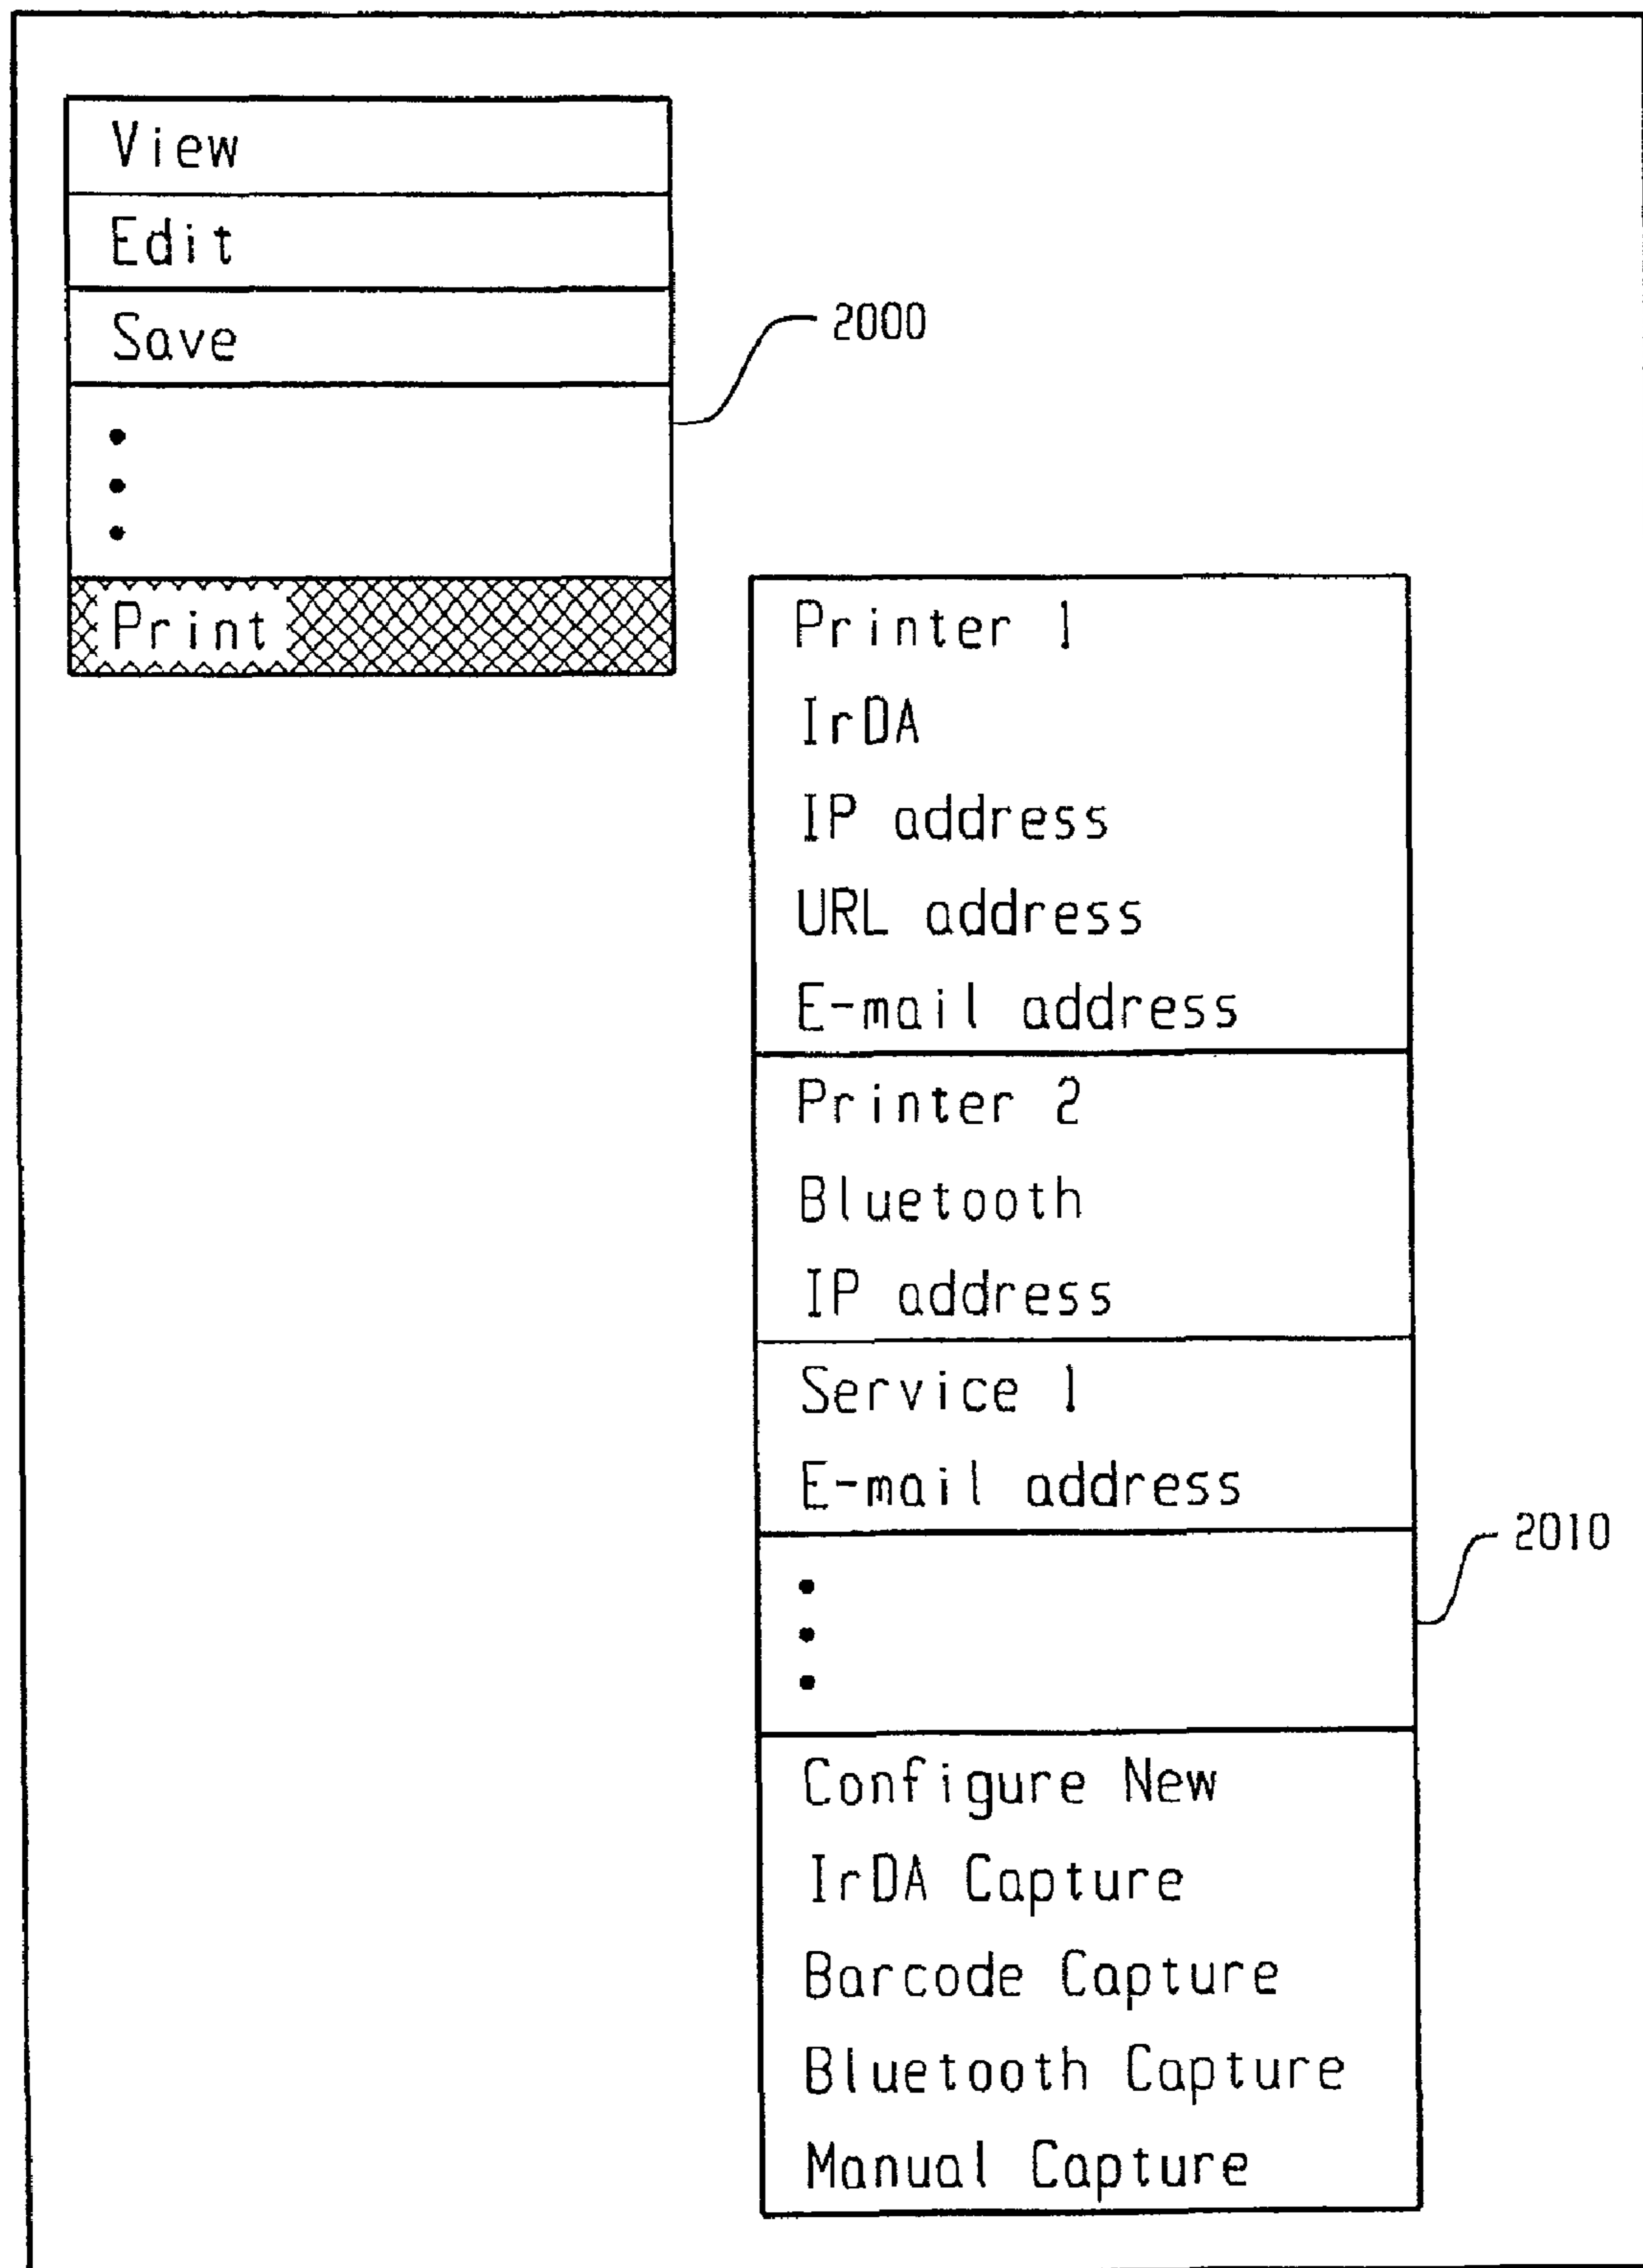 View
Edit
Save
2000
Print
Printer 1
IrDA
IP address
URL address
E-mail address
Printer 2
Bluetooth
IP address
Service 1
E-mail address
2010
Configure New
IrDA Capture
Barcode Capture
Bluetooth Capture
Manual Capture